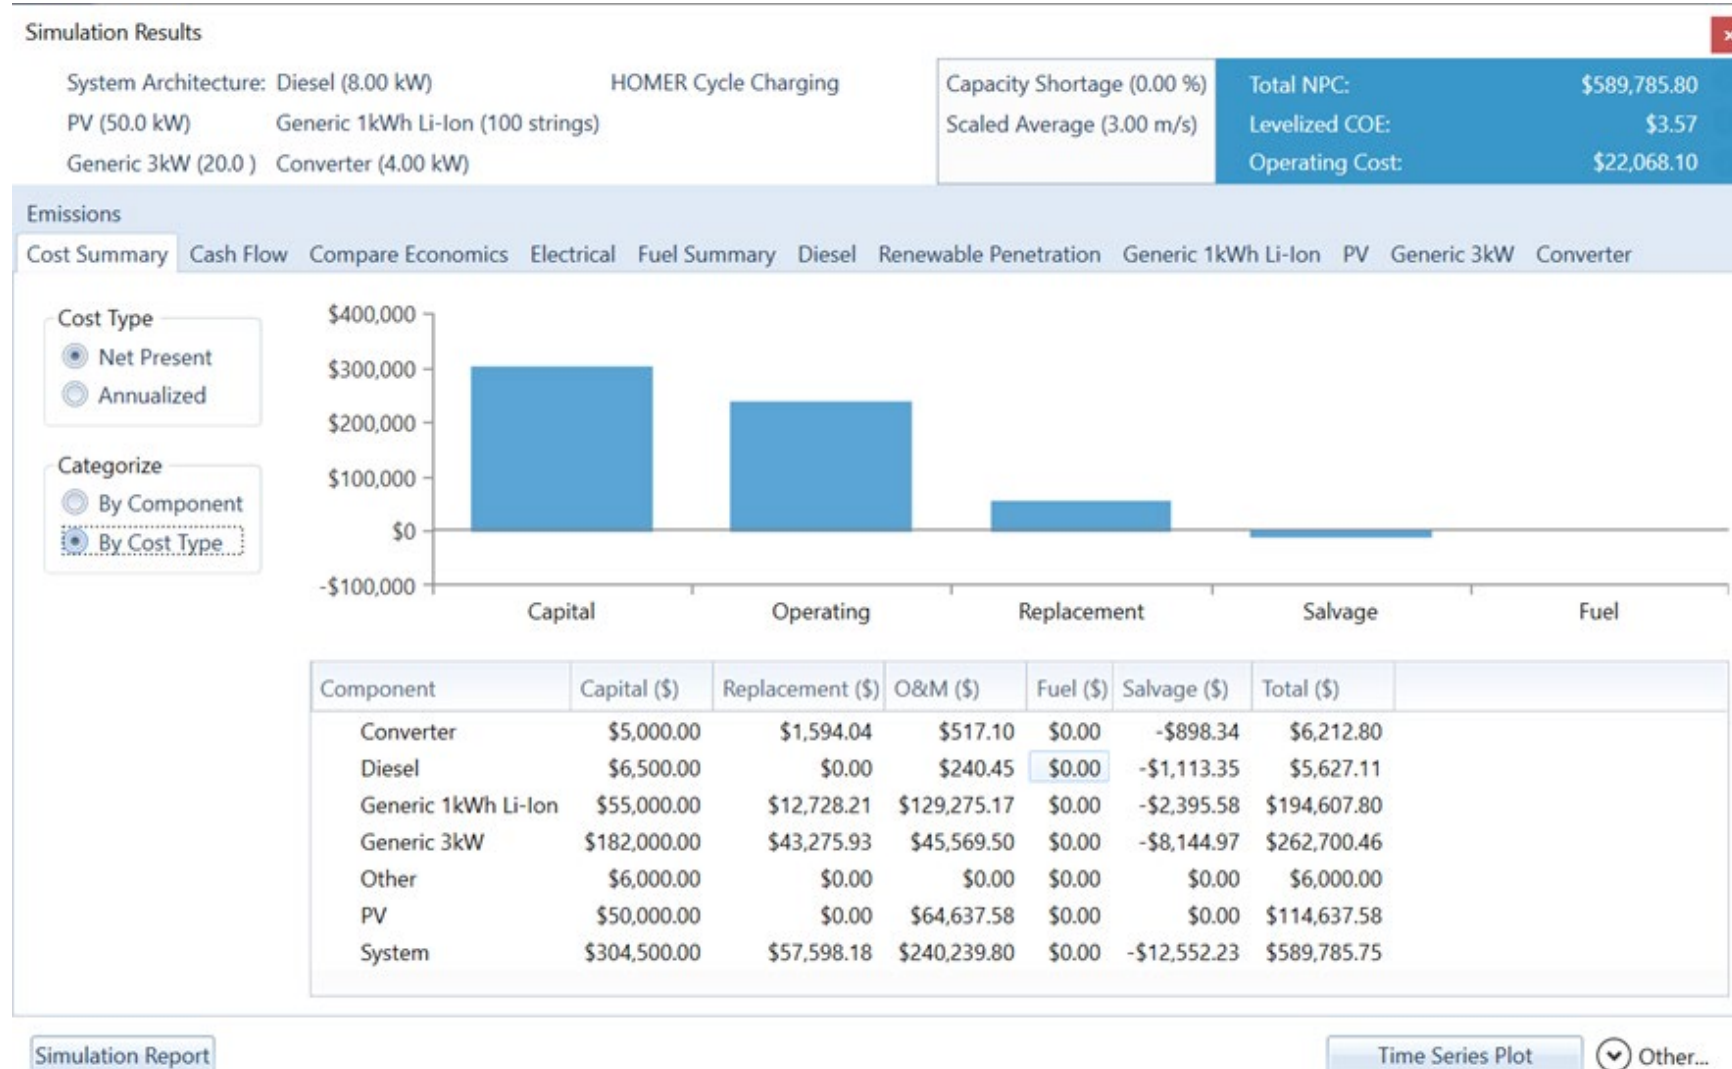 Simulation Results
System Architecture: Diesel (8.00 kW) HOMER Cycle Charging
PV (50.0 kW) Generic 1kWh Li-Ion (100 strings)
Generic 3kW (20.0 ) Converter (4.00 kW)
Capacity Shortage (0.00 %)
Scaled Average (3.00 m/s)
Total NPC: $589,785.80
Levelized COE: $3.57
Operating Cost: $22,068.10
Emissions
Cost Summary Cash Flow Compare Economics Electrical Fuel Summary Diesel Renewable Penetration Generic 1kWh Li-Ion PV Generic 3kW Converter
Cost Type
Net Present
Annualized
Categorize
By Component
By Cost Type
$400,000
$300,000
$200,000
$100,000
$0
-$100,000
Capital Operating Replacement Salvage Fuel
Component Capital ($) Replacement ($) O&M ($) Fuel ($) Salvage ($) Total ($)
Converter $5,000.00 $1,594.04 $517.10 $0.00 -$898.34 $6,212.80
Diesel $6,500.00 $0.00 $240.45 $0.00 -$1,113.35 $5,627.11
Generic 1kWh Li-Ion $55,000.00 $12,728.21 $129,275.17 $0.00 -$2,395.58 $194,607.80
Generic 3kW $182,000.00 $43,275.93 $45,569.50 $0.00 -$8,144.97 $262,700.46
Other $6,000.00 $0.00 $0.00 $0.00 $0.00 $6,000.00
PV $50,000.00 $0.00 $64,637.58 $0.00 $0.00 $114,637.58
System $304,500.00 $57,598.18 $240,239.80 $0.00 -$12,552.23 $589,785.75
Simulation Report Time Series Plot Other...